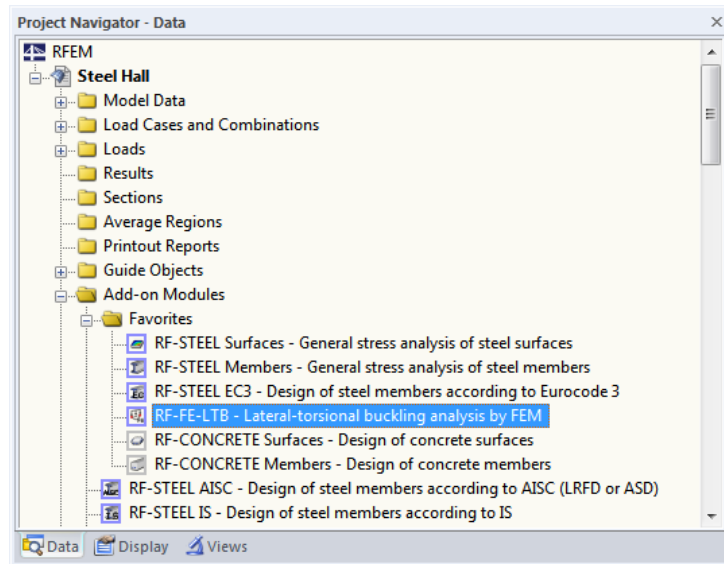 Project Navigator - Data
RFEM
Steel Hall
Model Data
Load Cases and Combinations
Loads
Results
Sections
Average Regions
Printout Reports
Guide Objects
Add-on Modules
Favorites
RF-STEEL Surfaces - General stress analysis of steel surfaces
RF-STEEL Members - General stress analysis of steel members
RF-STEEL EC3 - Design of steel members according to Eurocode 3
RF-FE-LTB - Lateral-torsional buckling analysis by FEM
RF-CONCRETE Surfaces - Design of concrete surfaces
RF-CONCRETE Members - Design of concrete members
RF-STEEL AISC - Design of steel members according to AISC (LRFD or ASD)
RF-STEEL IS - Design of steel members according to IS
Data Display Views